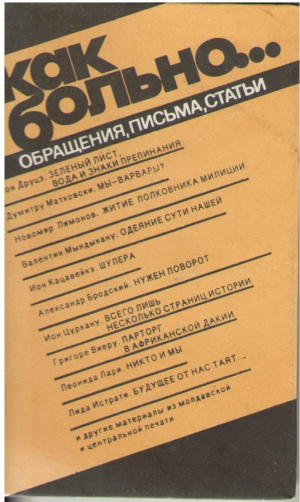 как
больно...
ОБРАЩЕНИЯ, ПИСЬМА, СТАТЬИ
Ион Друцэ. ЗЕЛЕНЫЙ ЛИСТ,
ВОДА И ЗНАКИ ПРЕПИНАНИЯ
Думитру Матковски. МЫ–ВАРВАРЫ?
Новомир Лимонов. ЖИТИЕ ПОЛКОВНИКА МИЛИЦИИ
Валентин Мындыкану. ОДЕЯНИЕ СУТИ НАШЕЙ
Ион Кацавейкэ. ШУЛЕРА
Александр Бродский. НУЖЕН ПОВОРОТ
Ион Цуркану. ВСЕГО ЛИШЬ
НЕСКОЛЬКО СТРАНИЦ ИСТОРИИ
Григоре Виеру. ПАРТОРГ
В АФРИКАНСКОЙ ДАКИИ
Леонида Лари. НИКТО И МЫ
Лида Истрати. БУДУЩЕЕ ОТ НАС ТАЯТ...
и другие материалы из молдавской
и центральной печати